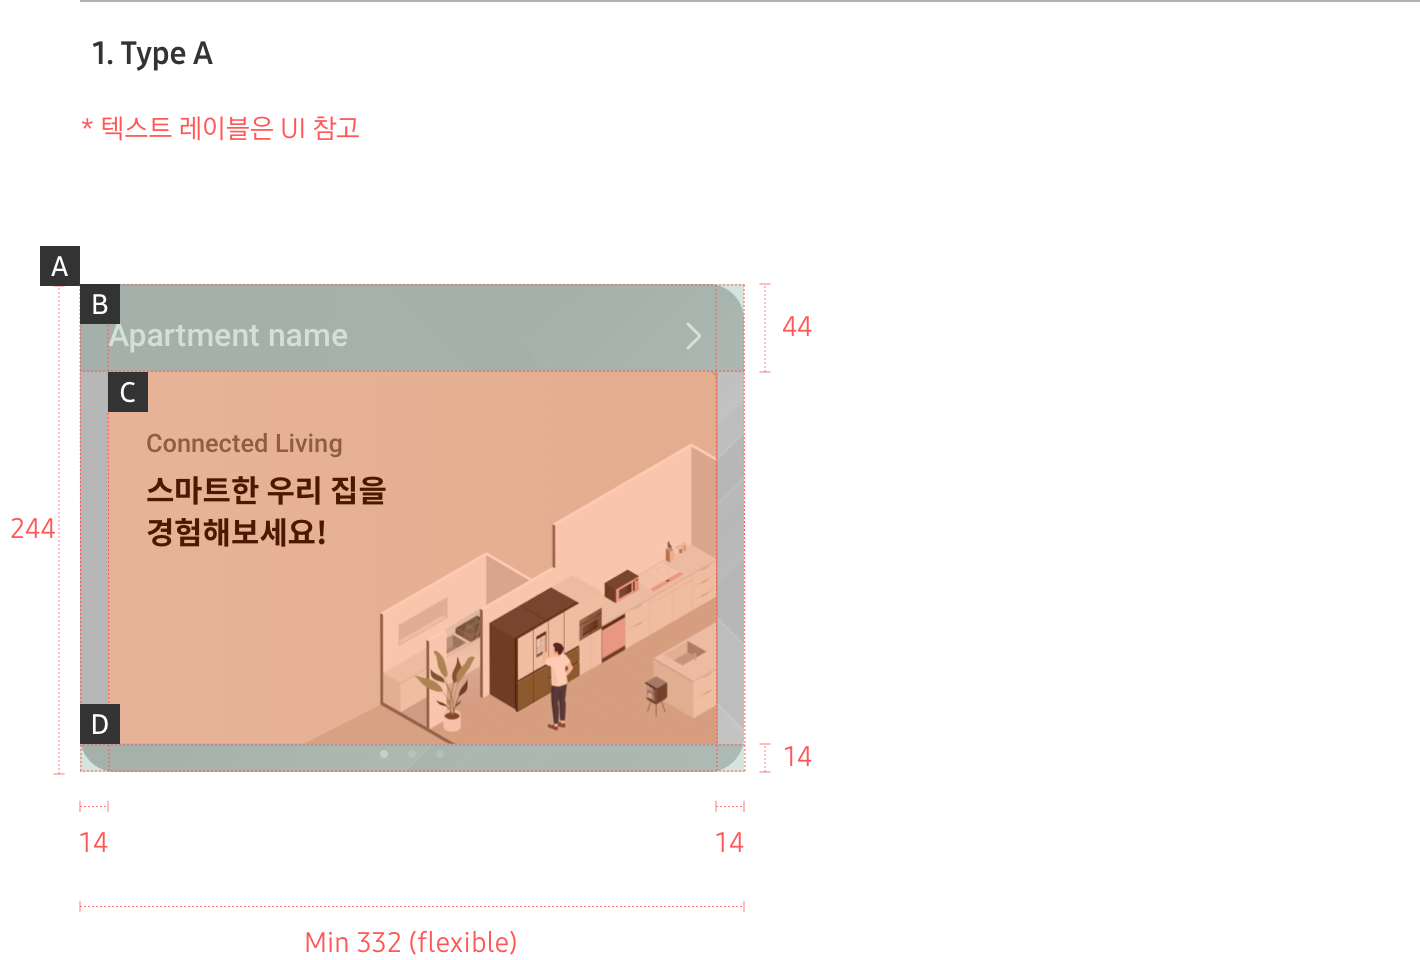 1. Type A
* 텍스트 레이블은 UI 참고
A
B
Apartment name
44
C
Connected Living
스마트한 우리 집을
경험해보세요!
244
D
14
14
14
Min 332 (flexible)